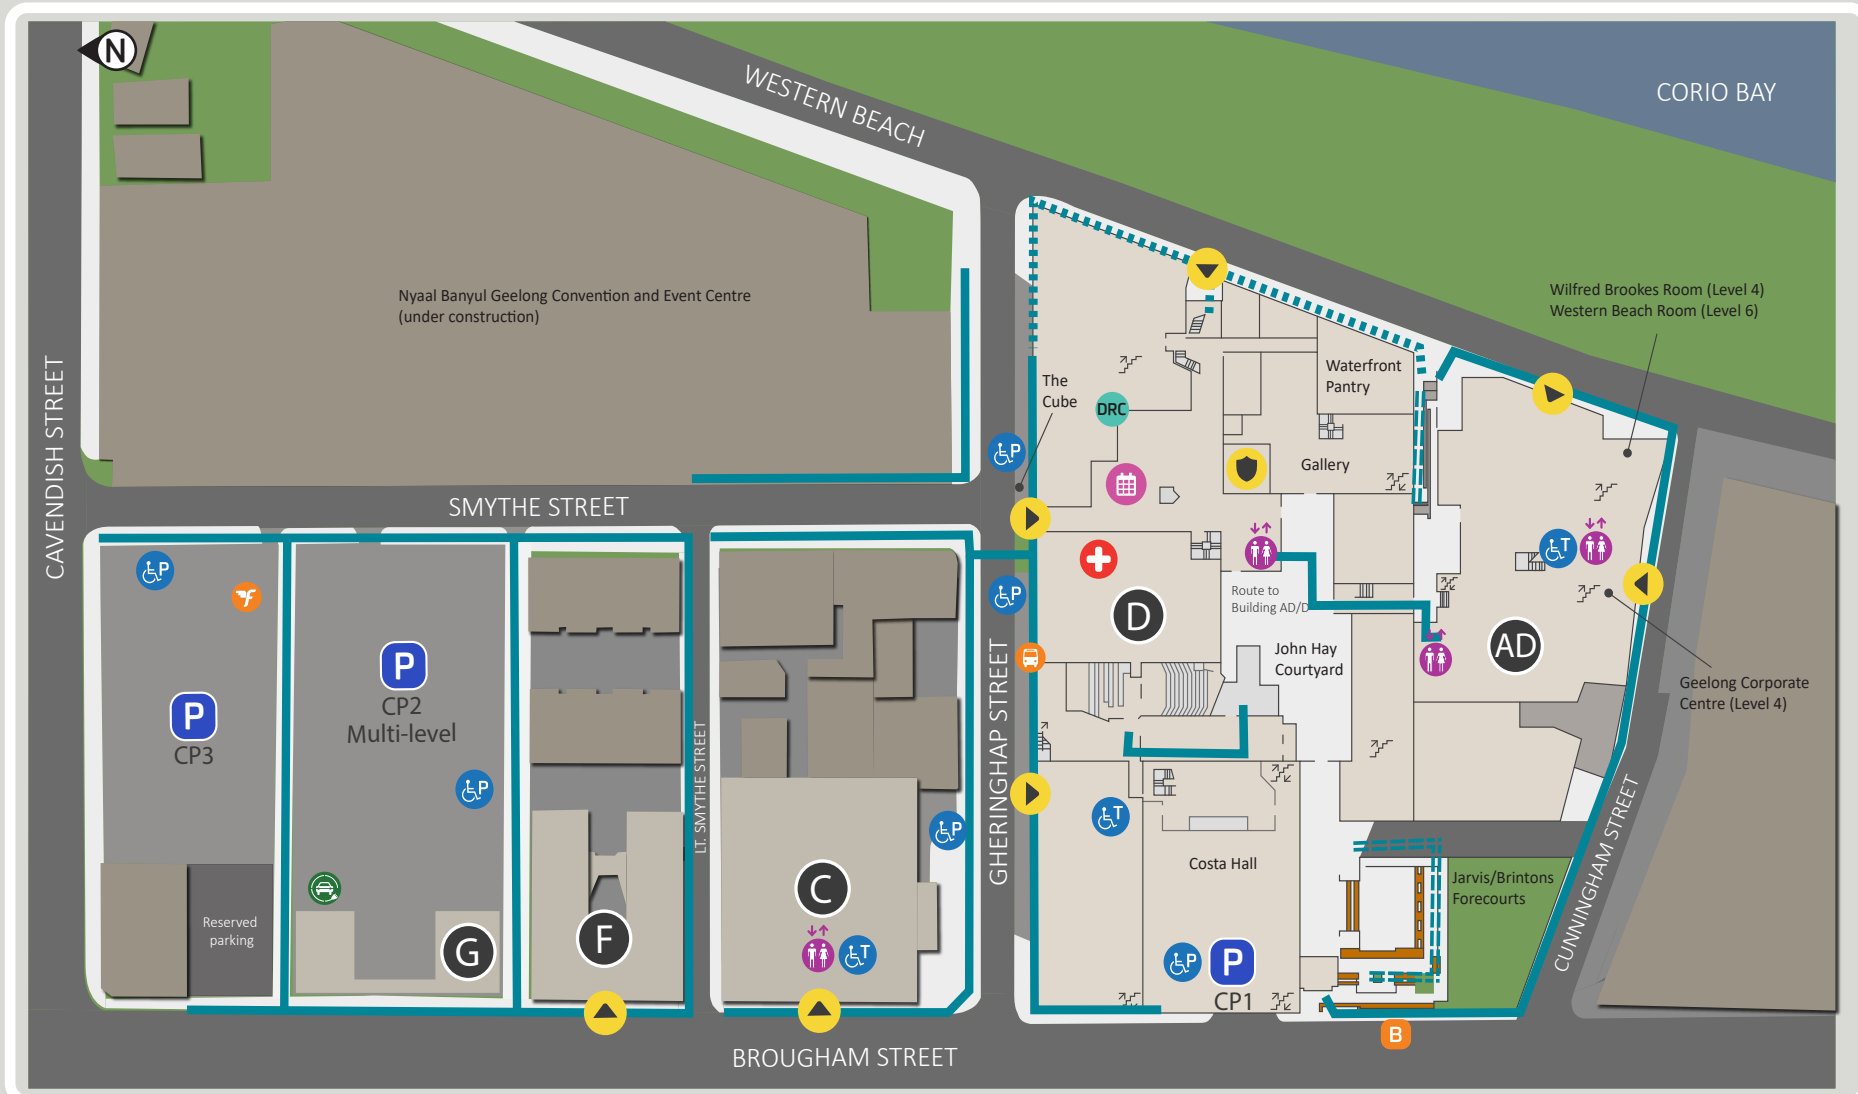 N
WESTERN BEACH
CORIO BAY
Nyaal Banyul Geelong Convention and Event Centre
(under construction)
Wilfred Brookes Room (Level 4)
Western Beach Room (Level 6)
CAVENDISH STREET
The
Cube
DRC
Waterfront
Pantry
Gallery
P
SMYTHE STREET
P
T
P
Route to
Building AD/D
D
AD
John Hay
Courtyard
Geelong Corporate
Centre (Level 4)
P
CP2
Multi-level
P
CP3
P
LT. SMYTHE STREET
GHERINGHAP STREET
CUNNINGHAM STREET
T
P
Costa Hall
Jarvis/Brintons
Forecourts
Reserved
parking
G
F
C
T
P
P
CP1
B
BROUGHAM STREET